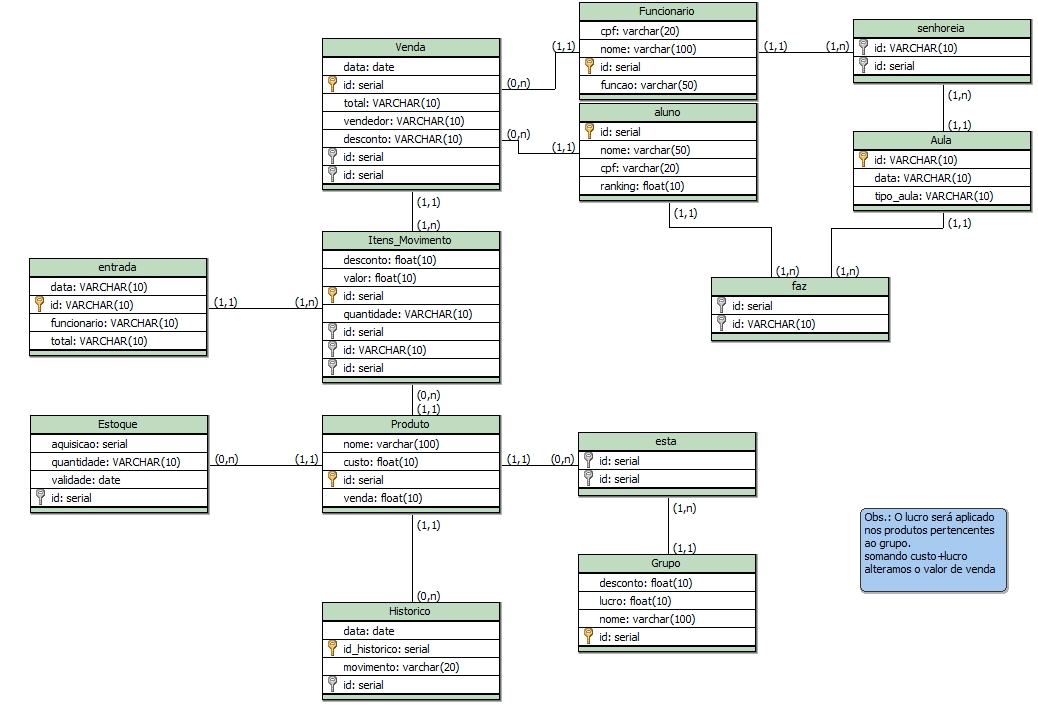 Funcionario
cpf: varchar(20)
nome: varchar(100)
id: serial
funcao: varchar(50)
(1,1)
(1,1)
(1,n)
senhoreia
id: VARCHAR(10)
id: serial
(1,n)
(1,1)
Venda
data: date
id: serial
total: VARCHAR(10)
vendedor: VARCHAR(10)
desconto: VARCHAR(10)
id: serial
id: serial
(0,n)
(0,n)
(1,1)
(1,1)
(1,n)
aluno
id: serial
nome: varchar(50)
cpf: varchar(20)
ranking: float(10)
(1,1)
(1,n)
Aula
id: VARCHAR(10)
data: VARCHAR(10)
tipo_aula: VARCHAR(10)
(1,1)
(1,n)
faz
id: serial
id: VARCHAR(10)
entrada
data: VARCHAR(10)
id: VARCHAR(10)
funcionario: VARCHAR(10)
total: VARCHAR(10)
(1,1)
(1,n)
Itens_Movimento
desconto: float(10)
valor: float(10)
id: serial
quantidade: VARCHAR(10)
id: serial
id: VARCHAR(10)
id: serial
(0,n)
(1,1)
Estoque
aquisicao: serial
quantidade: VARCHAR(10)
validade: date
id: serial
(0,n)
(1,1)
Produto
nome: varchar(100)
custo: float(10)
id: serial
venda: float(10)
(1,1)
(0,n)
(1,1)
(0,n)
esta
id: serial
id: serial
(1,n)
(1,1)
Grupo
desconto: float(10)
lucro: float(10)
nome: varchar(100)
id: serial
Historico
data: date
id_historico: serial
movimento: varchar(20)
id: serial
Obs.: O lucro será aplicado
nos produtos pertencentes
ao grupo.
somando custo+lucro
alteramos o valor de venda